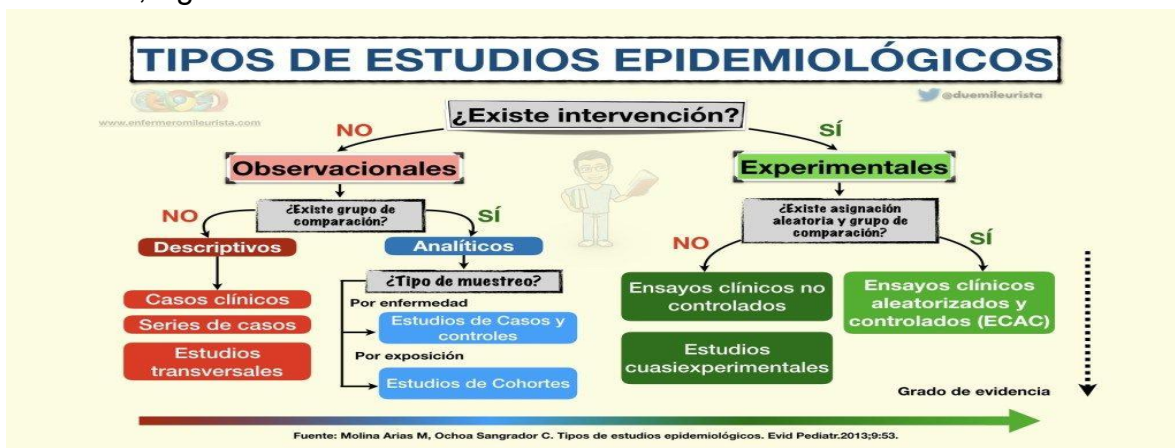 TIPOS DE ESTUDIOS EPIDEMIOLÓGICOS
www.enfermeromileurista.com
@duemileurista
¿Existe intervención?
NO
SÍ
Observacionales
Experimentales
¿Existe grupo de
comparación?
NO
SÍ
¿Existe asignación
aleatoria y grupo de
comparación?
NO
SÍ
Descriptivos
Analíticos
¿Tipo de muestreo?
Casos clínicos
Series de casos
Estudios
transversales
Por enfermedad
Estudios de Casos y
controles
Por exposición
Estudios de Cohortes
Ensayos clínicos no
controlados
Estudios
cuasiexperimentales
Ensayos clínicos
aleatorizados y
controlados (ECAC)
Grado de evidencia
Fuente: Molina Arias M, Ochoa Sangrador C. Tipos de estudios epidemiológicos. Evid Pediatr.2013;9:53.